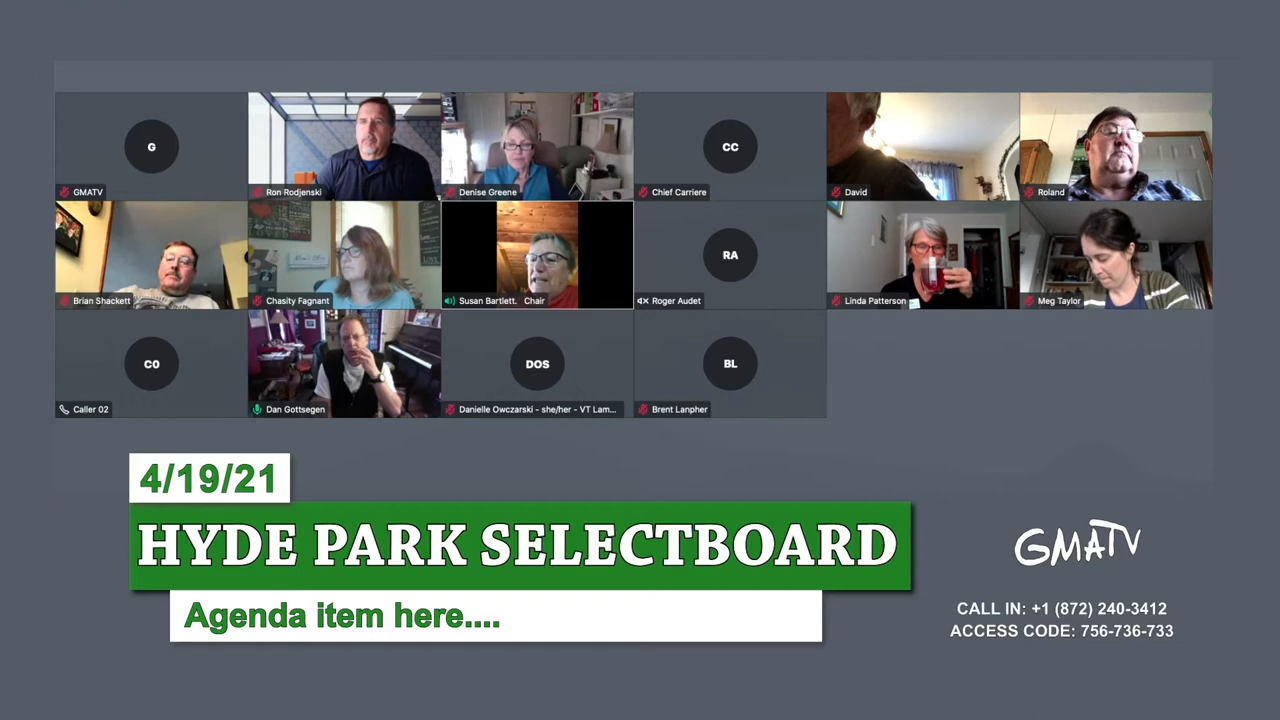 G
GMATV
Ron Rodjenski
Denise Greene
CC
Chief Carriere
David
Roland
Brian Shackett
Chasity Fagnant
Susan Bartlett. Chair
RA
Roger Audet
Linda Patterson
Meg Taylor
C0
Caller 02
Dan Gottsegen
DOS
Danielle Owczarski - she/her - VT Lam...
BL
Brent Lanpher
4/19/21
HYDE PARK SELECTBOARD
Agenda item here....
GMATV
CALL IN: +1 (872) 240-3412
ACCESS CODE: 756-736-733